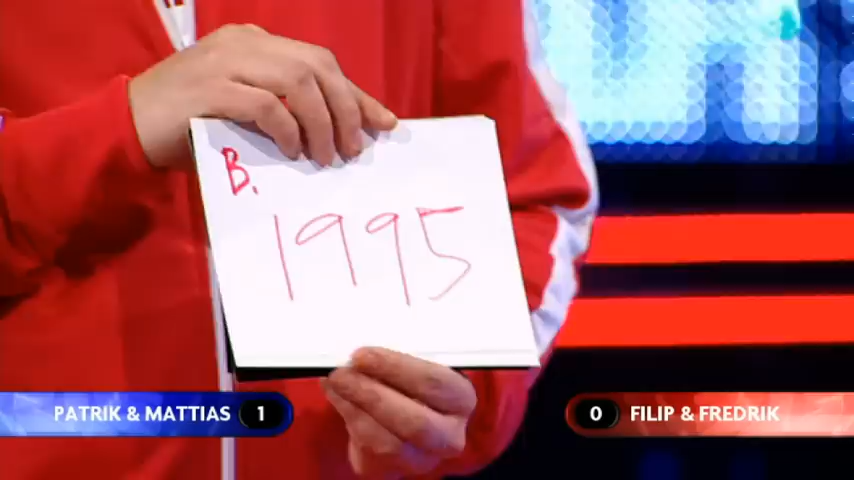 B.
1995
PATRIK & MATTIAS 1
0 FILIP & FREDRIK